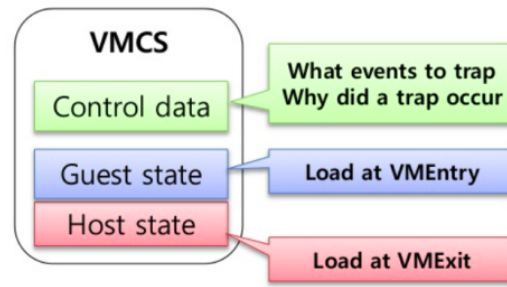 VMCS
Control data
What events to trap
Why did a trap occur
Guest state
Load at VMEntry
Host state
Load at VMExit